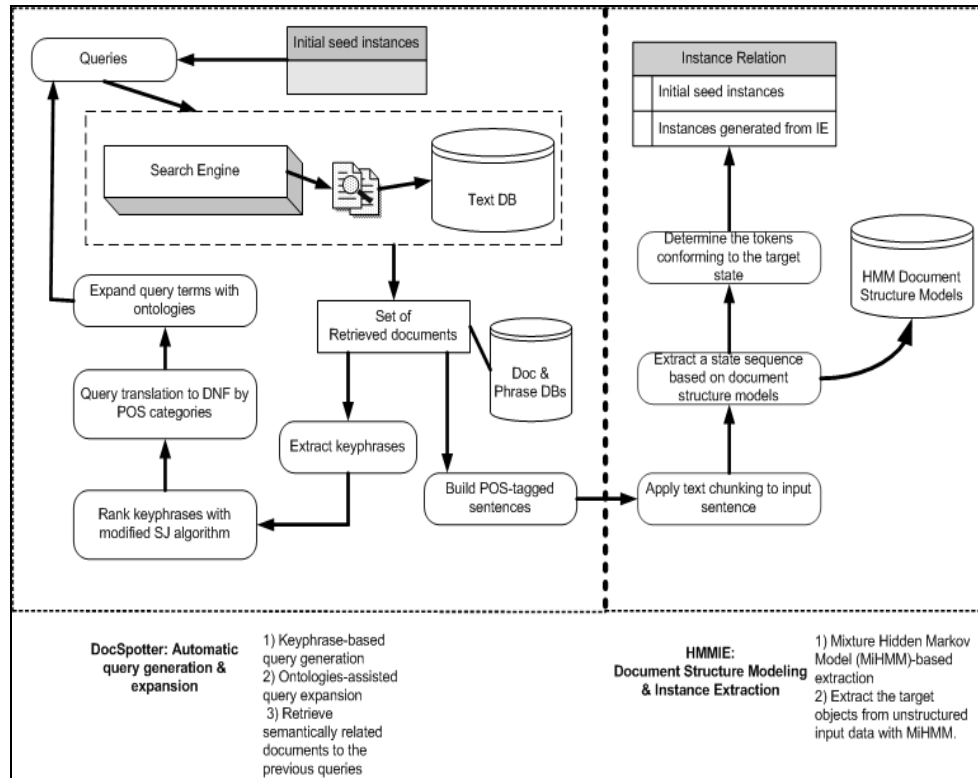 Queries
Initial seed instances
Search Engine
Text DB
Expand query terms with
ontologies
Set of
Retrieved documents
Doc &
Phrase DBs
Query translation to DNF by
POS categories
Extract keyphrases
Rank keyphrases with
modified SJ algorithm
Build POS-tagged
sentences
Instance Relation
Initial seed instances
Instances generated from IE
Determine the tokens
conforming to the target
state
HMM Document
Structure Models
Extract a state sequence
based on document
structure models
Apply text chunking to input
sentence
DocSpotter: Automatic
query generation &
expansion
1) Keyphrase-based
query generation
2) Ontologies-assisted
query expansion
3) Retrieve
semantically related
documents to the
previous queries
HMMIE:
Document Structure Modeling
& Instance Extraction
1) Mixture Hidden Markov
Model (MiHMM)-based
extraction
2) Extract the target
objects from unstructured
input data with MiHMM.